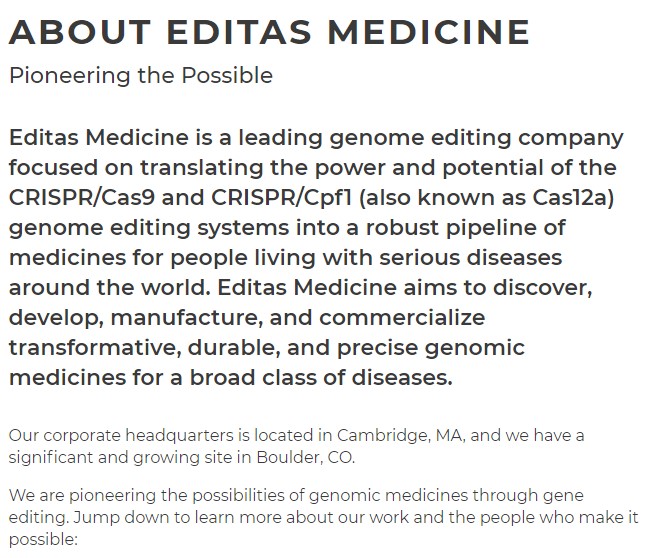 ABOUT EDITAS MEDICINE
Pioneering the Possible
Editas Medicine is a leading genome editing company
focused on translating the power and potential of the
CRISPR/Cas9 and CRISPR/Cpf1 (also known as Cas12a)
genome editing systems into a robust pipeline of
medicines for people living with serious diseases
around the world. Editas Medicine aims to discover,
develop, manufacture, and commercialize
transformative, durable, and precise genomic
medicines for a broad class of diseases.
Our corporate headquarters is located in Cambridge, MA, and we have a
significant and growing site in Boulder, CO.
We are pioneering the possibilities of genomic medicines through gene
editing. Jump down to learn more about our work and the people who make it
possible: